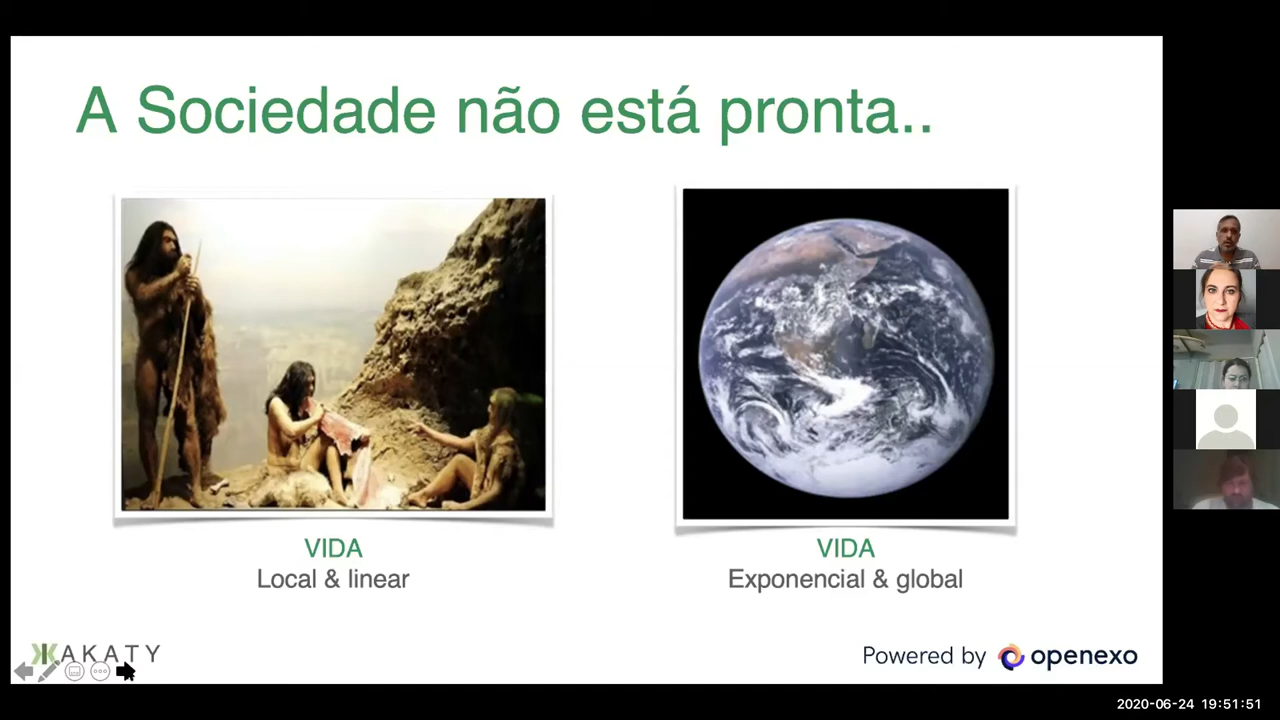 A Sociedade não está pronta..
VIDA
Local & linear
VIDA
Exponencial & global
KAKATY
Powered by openexo
2020-06-24 19:51:51